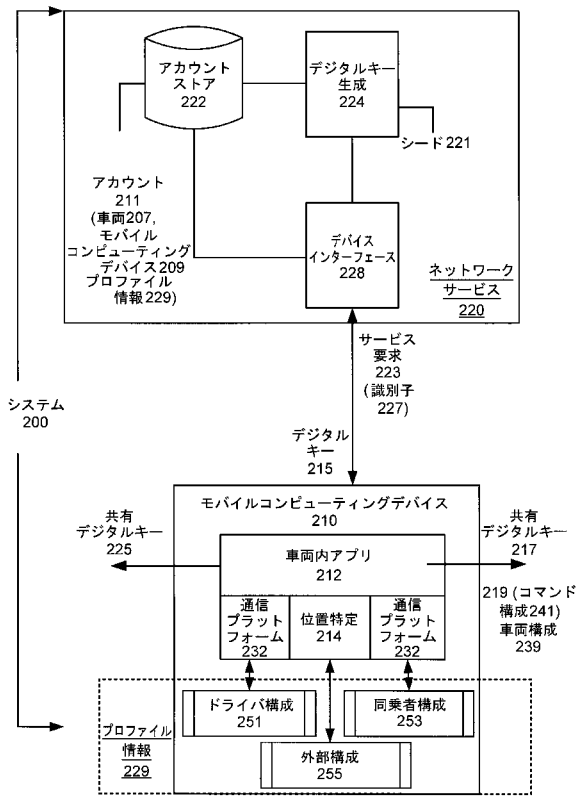 アカウント
ストア
222
デジタルキー
生成
224
シード221
アカウント
211
(車両207,
モバイル
コンピューティング
デバイス209
プロファイル
情報229)
デバイス
インターフェース
228
ネットワーク
サービス
220
サービス
要求
223
(識別子
227)
システム
200
デジタル
キー
215
モバイルコンピューティングデバイス
210
共有
デジタルキー
225
車両内アプリ
212
共有
デジタルキー
217
219 (コマンド
構成241)
車両構成
239
通信
プラット
フォーム
232
位置特定
214
通信
プラット
フォーム
232
ドライバ構成
251
同乗者構成
253
プロファイル
情報
229
外部構成
255